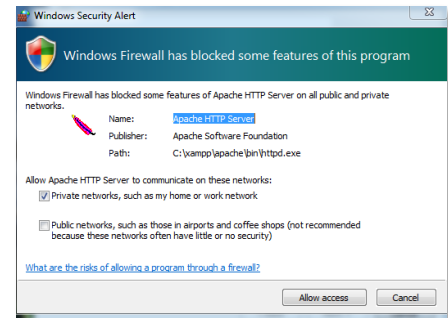 Windows Security Alert
Windows Firewall has blocked some features of this program
Windows Firewall has blocked some features of Apache HTTP Server on all public and private
networks.
Name: Apache HTTP Server
Publisher: Apache Software Foundation
Path: C:\xampp\apache\bin\httpd.exe
Allow Apache HTTP Server to communicate on these networks:
Private networks, such as my home or work network
Public networks, such as those in airports and coffee shops (not recommended
because these networks often have little or no security)
What are the risks of allowing a program through a firewall?
Allow access Cancel